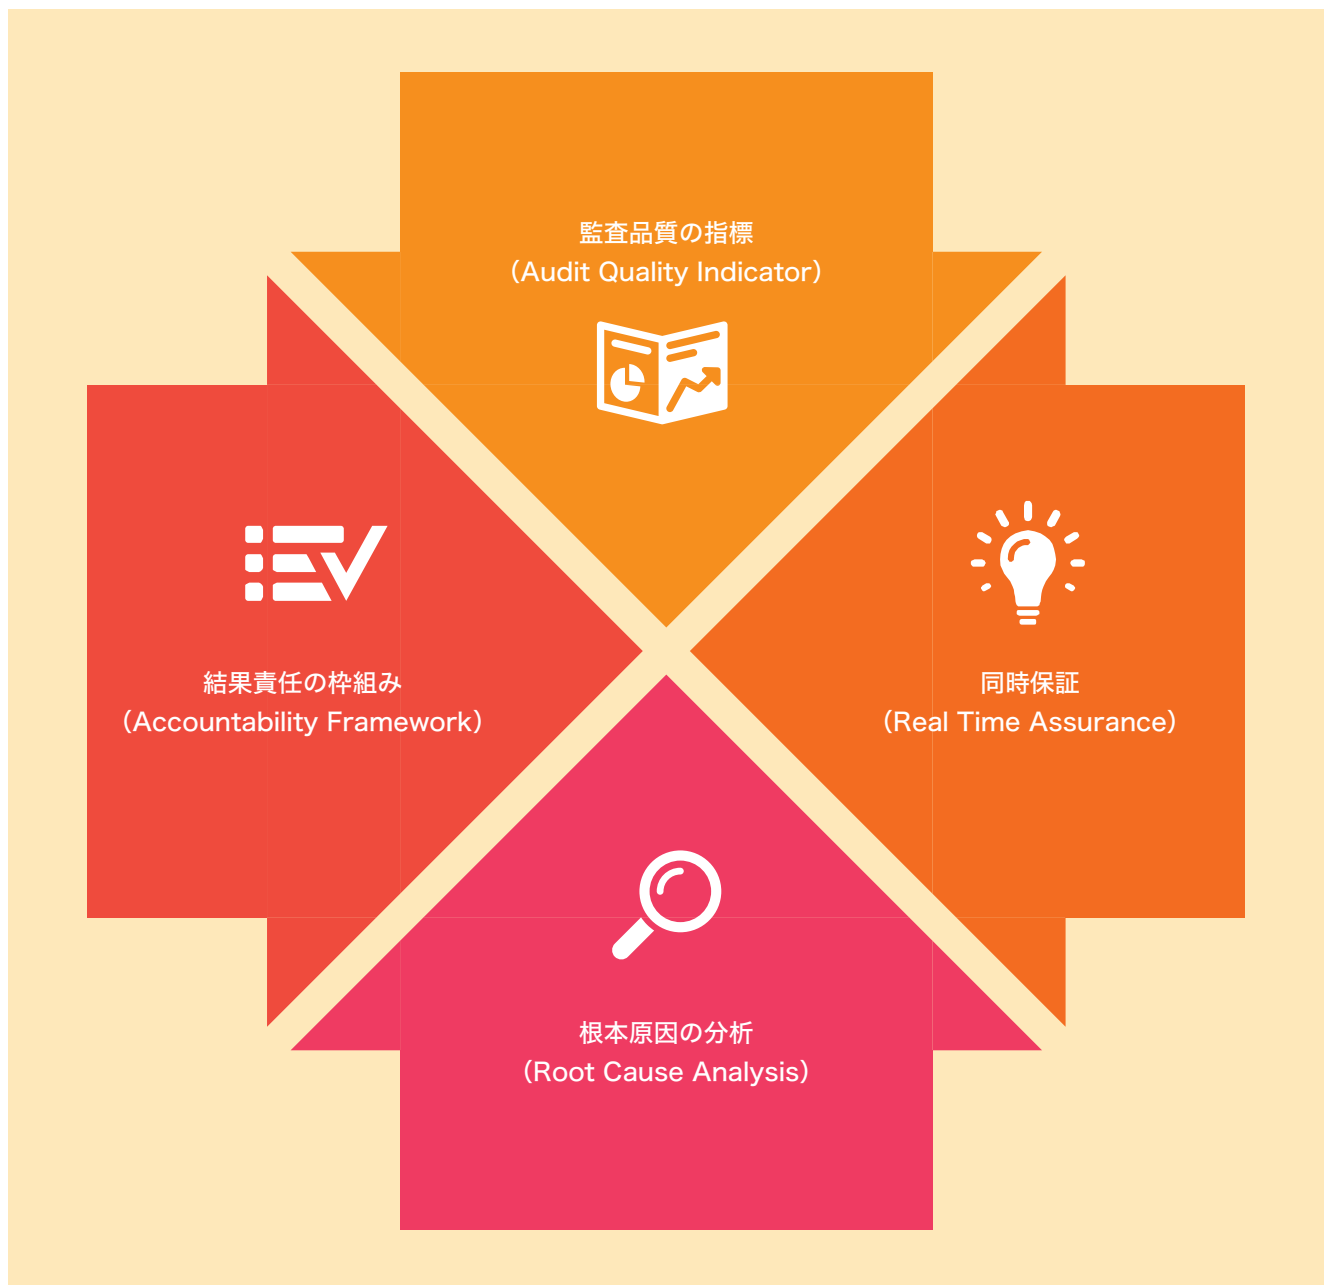 監査品質の指標
（Audit Quality Indicator）
結果責任の枠組み
（Accountability Framework）
同時保証
（Real Time Assurance）
根本原因の分析
（Root Cause Analysis）